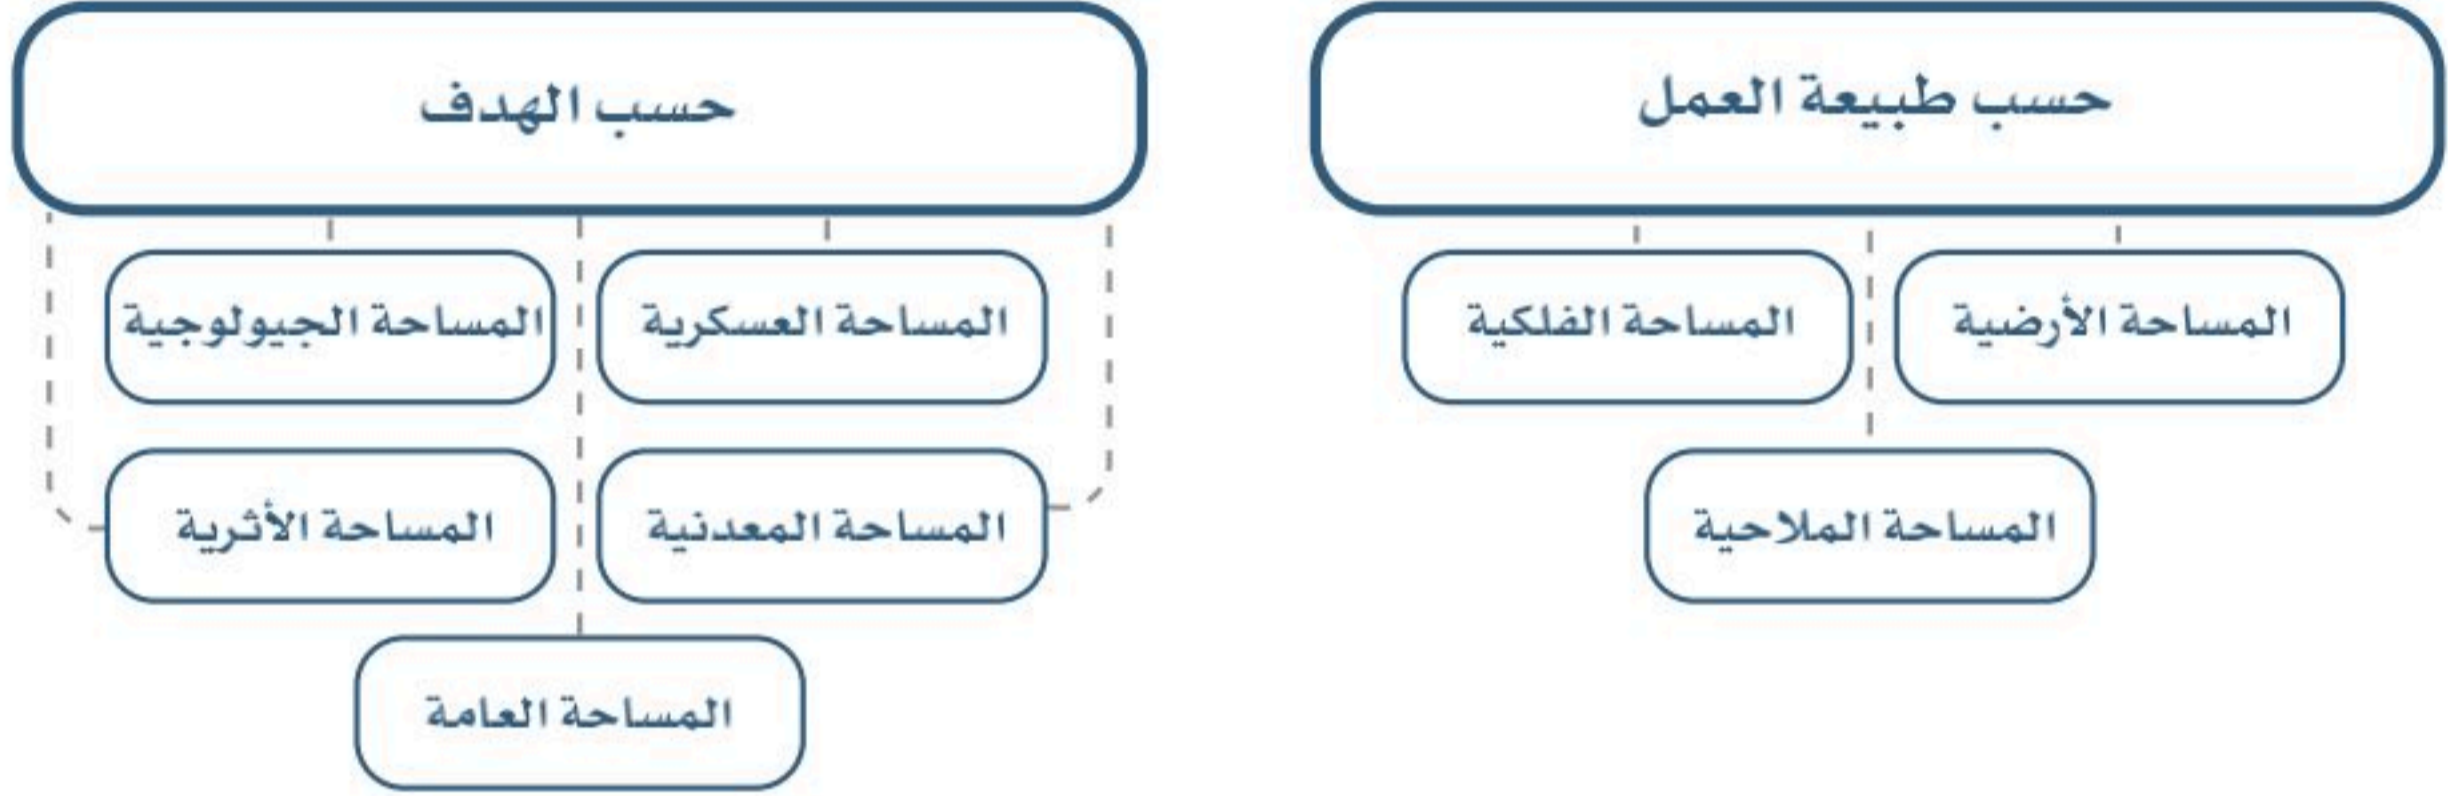 حسب طبيعة العمل
المساحة الأرضية
المساحة الفلكية
المساحة الملاحية
حسب الهدف
المساحة العسكرية
المساحة الجيولوجية
المساحة المعدنية
المساحة الأثرية
المساحة العامة